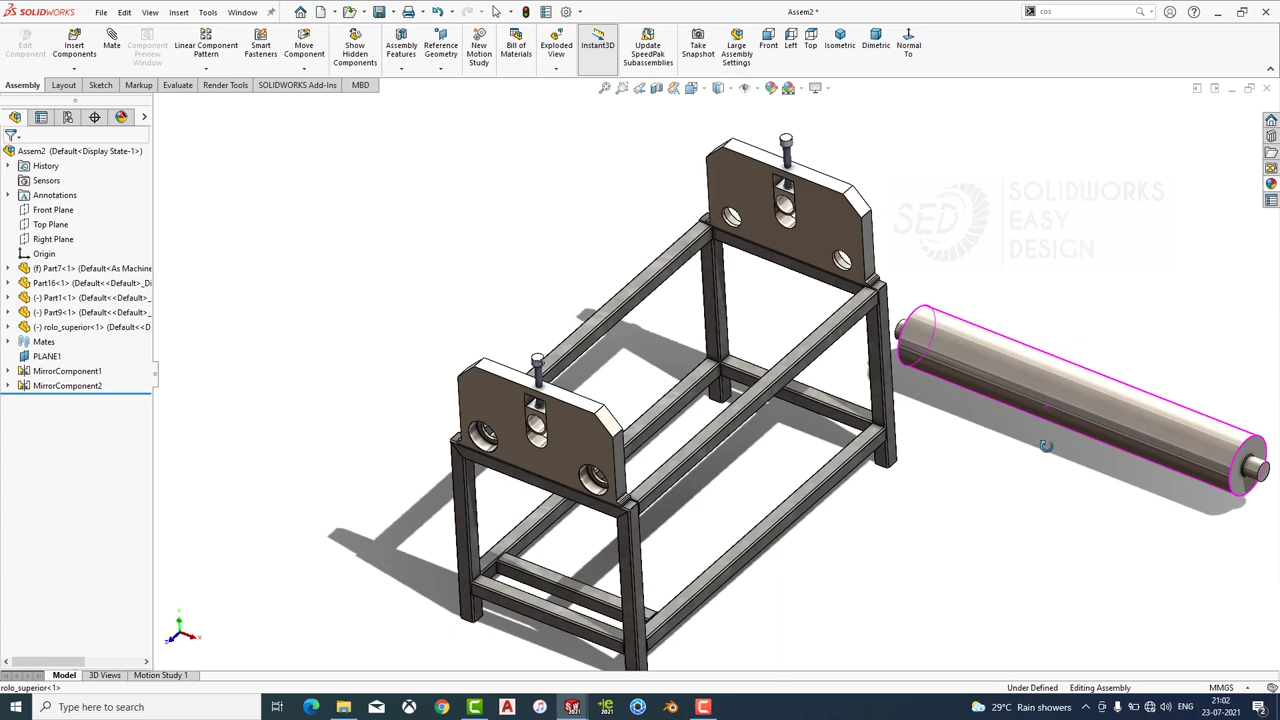 SOLIDWORKS
File Edit View Insert Tools Window
Assem2 *
cos
Edit Component
Insert Components
Mate
Component Preview Window
Linear Component Pattern
Smart Fasteners
Move Component
Show Hidden Components
Assembly Features
Reference Geometry
New Motion Study
Bill of Materials
Exploded View
Instant3D
Update SpeedPak Subassemblies
Take Snapshot
Large Assembly Settings
Front
Left
Top
Isometric
Dimetric
Normal To
Assembly Layout Sketch Markup Evaluate Render Tools SOLIDWORKS Add-Ins MBD
Assem2 (Default<Display State-1>)
History
Sensors
Annotations
Front Plane
Top Plane
Right Plane
Origin
(f) Part7<1> (Default<As Machine
Part16<1> (Default<<Default>_Di
(-) Part1<1> (Default<<Default>_
(-) Part9<1> (Default<<Default>_
(-) rolo_superior<1> (Default<<D
Mates
PLANE1
MirrorComponent1
MirrorComponent2
SED
SOLIDWORKS
EASY
DESIGN
Y
X
Z
Model 3D Views Motion Study 1
rolo_superior<1>
Under Defined Editing Assembly MMGS
Type here to search
29°C Rain showers
ENG
21:02
23-07-2021